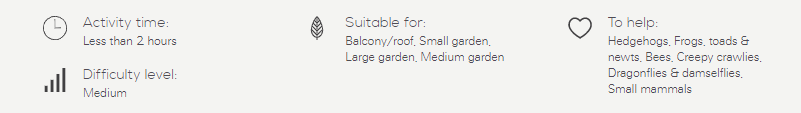 Activity time:
Less than 2 hours
Difficulty level:
Medium
Suitable for:
Balcony/roof, Small garden,
Large garden, Medium garden
To help:
Hedgehogs, Frogs, toads &
newts, Bees, Creepy crawlies,
Dragonflies & damselflies,
Small mammals